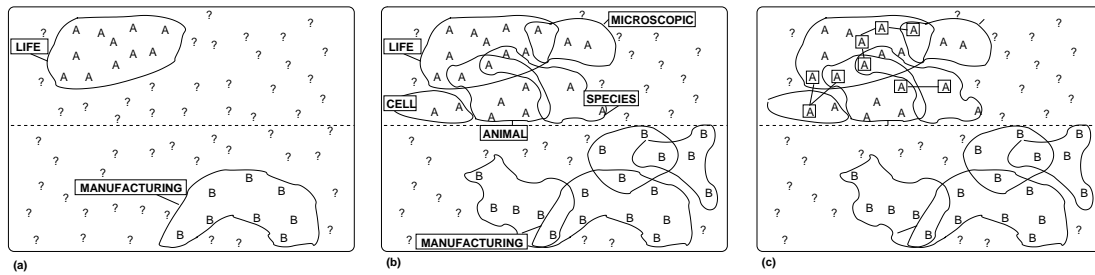 LIFE
MANUFACTURING
(a)
MICROSCOPIC
LIFE
CELL
SPECIES
ANIMAL
MANUFACTURING
(b)
(c)